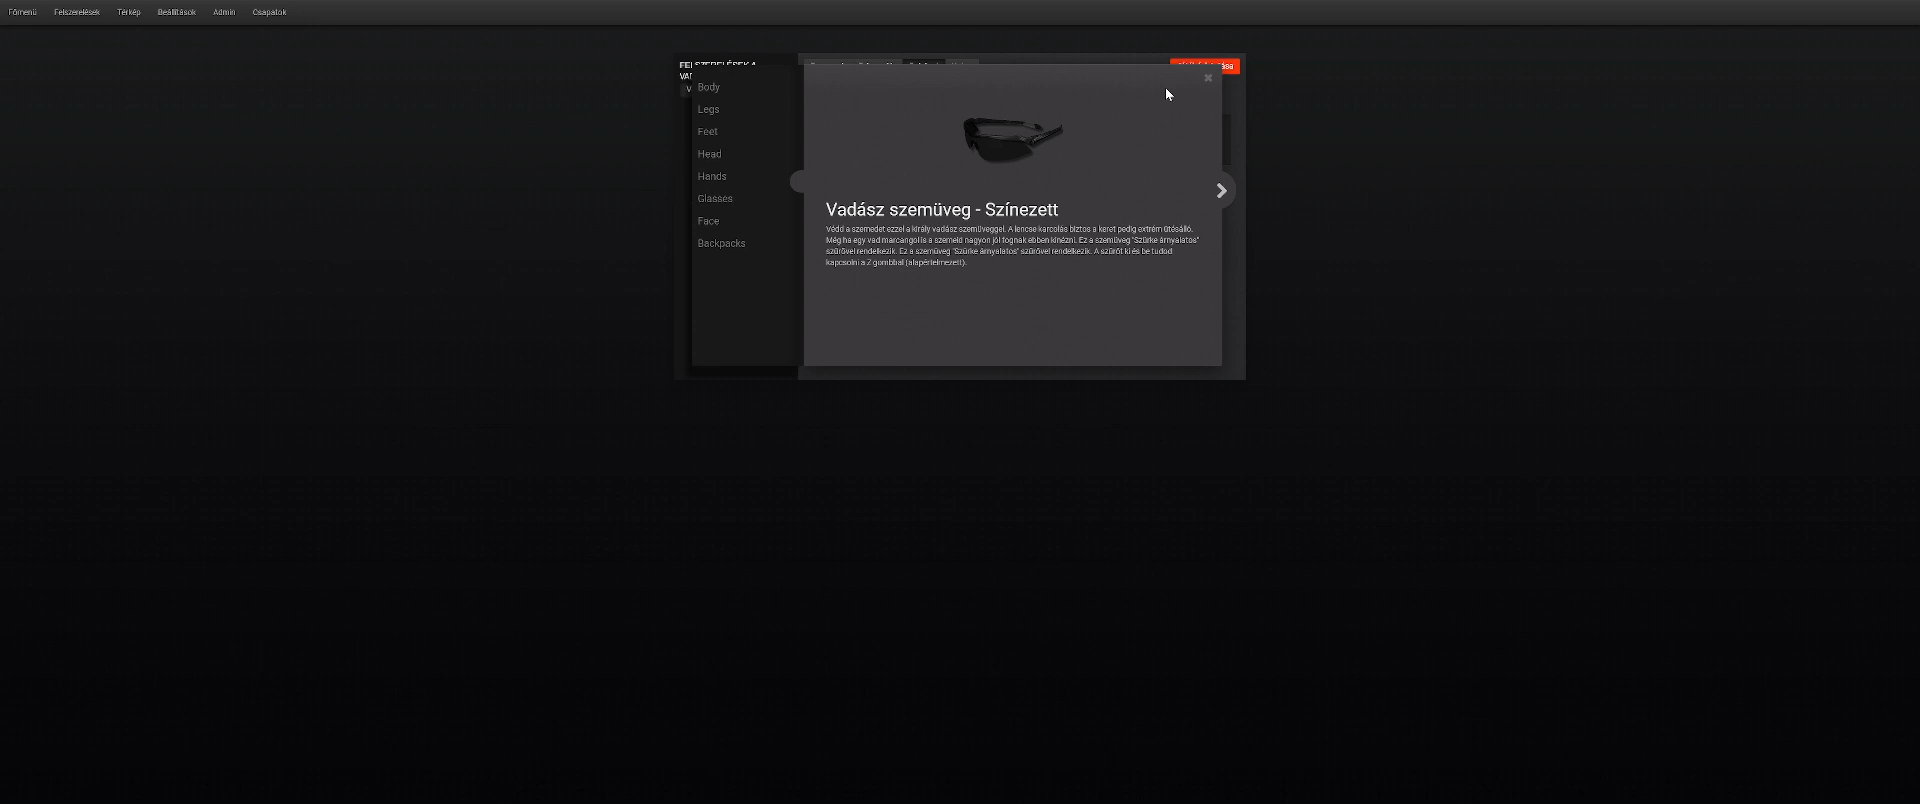 Főmenü
Felszerelések
Térkép
Beállítások
Admin
Csapatok
Body
Legs
Feet
Head
Hands
Glasses
Face
Backpacks
Vadász szemüveg - Színezett
Védd a szemedet ezzel a király vadász szemüveggel. A lencse karcolás biztos a keret pedig extrém ütésálló.
Még ha egy vad marcangol is a szemeid nagyon jól fognak ebben kinézni. Ez a szemüveg "Szürke árnyalatos"
szűrővel rendelkezik. Ez a szemüveg "Szürke árnyalatos" szűrővel rendelkezik. A szűrőt ki és be tudod
kapcsolni a Z gombbal (alapértelmezett).